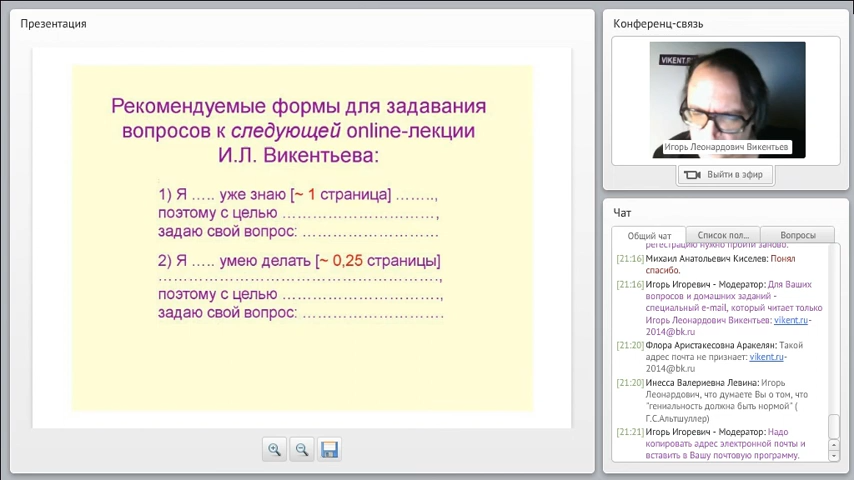 Презентация
Рекомендуемые формы для задавания
вопросов к следующей online-лекции
И.Л. Викентьева:
1) Я ….. уже знаю [~ 1 страница] ……..,
поэтому с целью …………………………,
задаю свой вопрос: ………………………
2) Я ….. умею делать [~ 0,25 страницы]
………………………………………………,
поэтому с целью …………………………,
задаю свой вопрос: ……………………….
Конференц-связь
VIKENT.RU
Игорь Леонардович Викентьев
Выйти в эфир
Чат
Общий чат
Список пол...
Вопросы
регестрацию нужно пройти заново.
[21:16] Михаил Анатольевич Киселев: Понял
спасибо.
[21:16] Игорь Игоревич - Модератор: Для Ваших
вопросов и домашних заданий -
специальный e-mail, который читает только
Игорь Леонардович Викентьев: vikent.ru-
2014@bk.ru
[21:20] Флора Аристакесовна Аракелян: Такой
адрес почта не признает: vikent.ru-
2014@bk.ru
[21:20] Инесса Валериевна Левина: Игорь
Леонардович, что думаете Вы о том, что
"гениальность должна быть нормой" (
Г.С.Альтшуллер)
[21:21] Игорь Игоревич - Модератор: Надо
копировать адрес электронной почты и
вставить в Вашу почтовую программу.